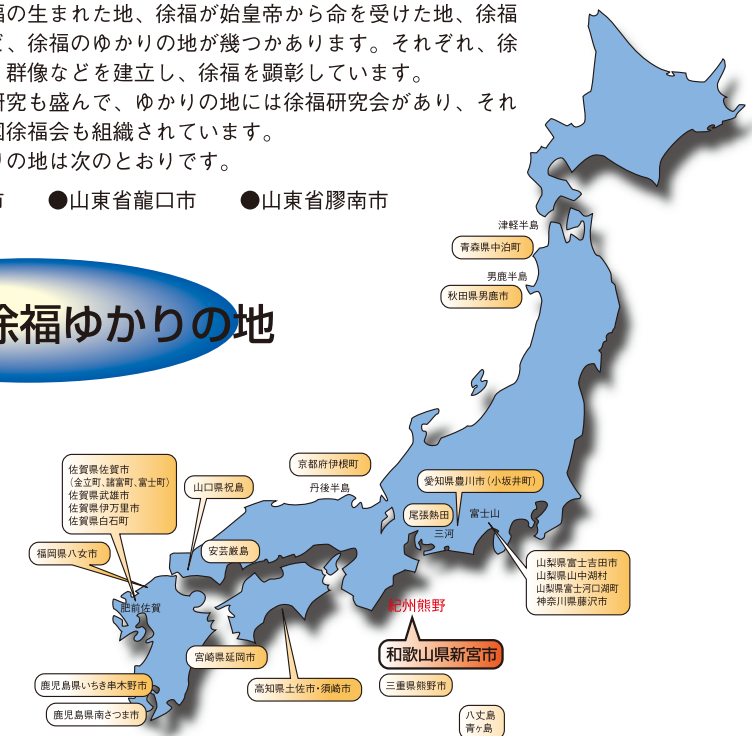 福の生まれた地、徐福が始皇帝から命を受けた地、徐福
ど、徐福のゆかりの地が幾つかあります。それぞれ、徐
、群像などを建立し、徐福を顕彰しています。
研究も盛んで、ゆかりの地には徐福研究会があり、それ
国徐福会も組織されています。
りの地は次のとおりです。
市 ●山東省龍口市 ●山東省膠南市
徐福ゆかりの地
津軽半島
青森県中泊町
男鹿半島
秋田県男鹿市
京都府伊根町
丹後半島
愛知県豊川市(小坂井町)
尾張熱田
三河
富士山
山梨県富士吉田市
山梨県山中湖村
山梨県富士河口湖町
神奈川県藤沢市
佐賀県佐賀市
(金立町、諸富町、富士町)
佐賀県武雄市
佐賀県伊万里市
佐賀県白石町
山口県祝島
安芸厳島
福岡県八女市
肥前佐賀
紀州熊野
和歌山県新宮市
三重県熊野市
宮崎県延岡市
高知県土佐市・須崎市
鹿児島県いちき串木野市
鹿児島県南さつま市
八丈島
青ヶ島